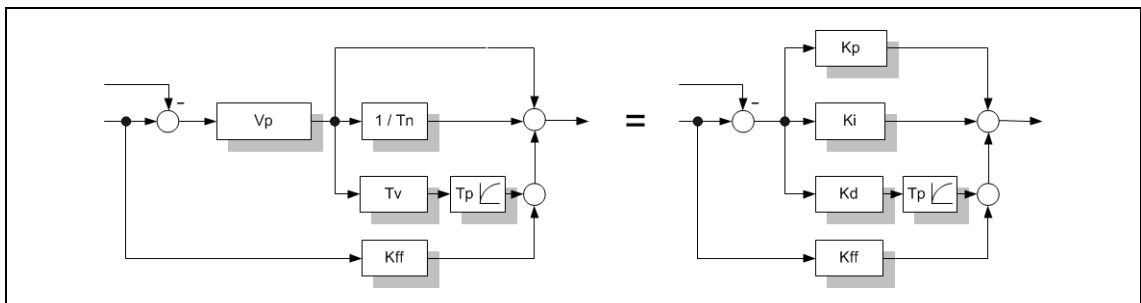 -
Vp
1 / Tn
Tv
Tp
Kff
=
-
Kp
Ki
Kd
Tp
Kff